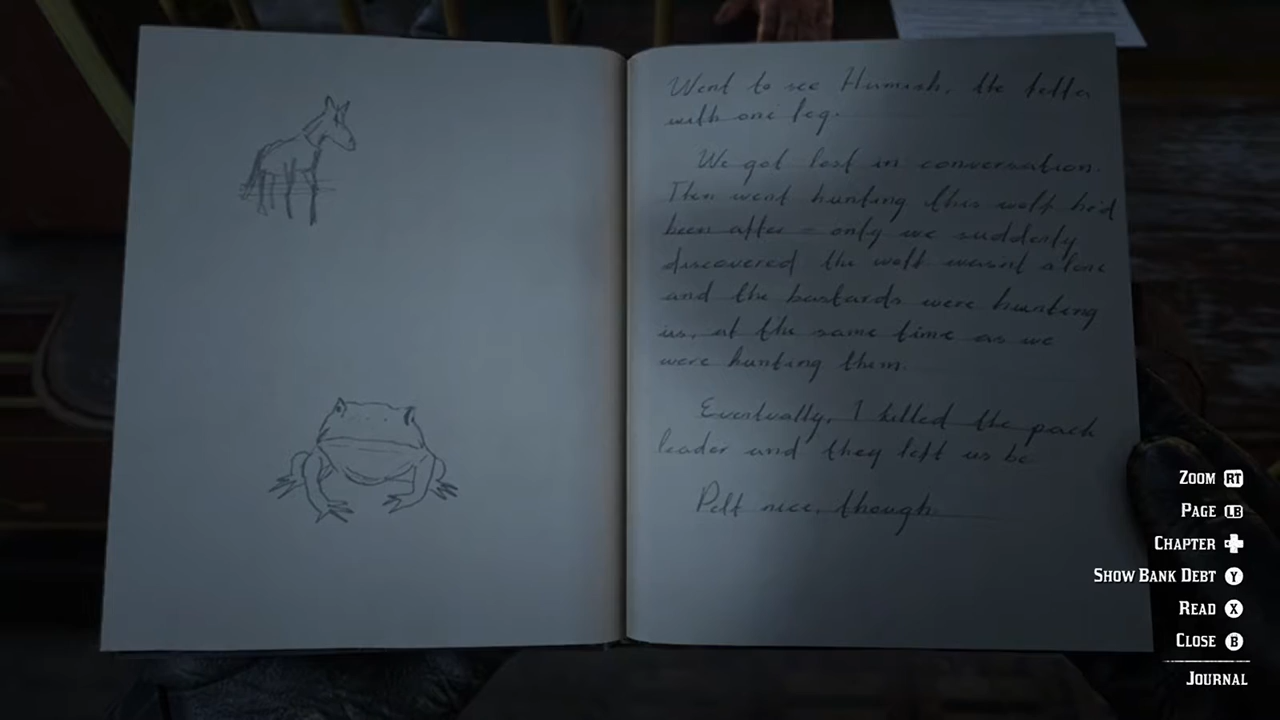 Went to see Hamish, the fella
with one leg.
We got lost in conversation.
Then went hunting this wolf he'd
been after - only we suddenly
discovered the wolf wasn't alone
and the bastards were hunting
us, at the same time as we
were hunting them.
Eventually, I killed the pack
leader and they left us be
Pelt nice, though.
ZOOM RT
PAGE LB
CHAPTER
SHOW BANK DEBT Y
READ X
CLOSE B
JOURNAL